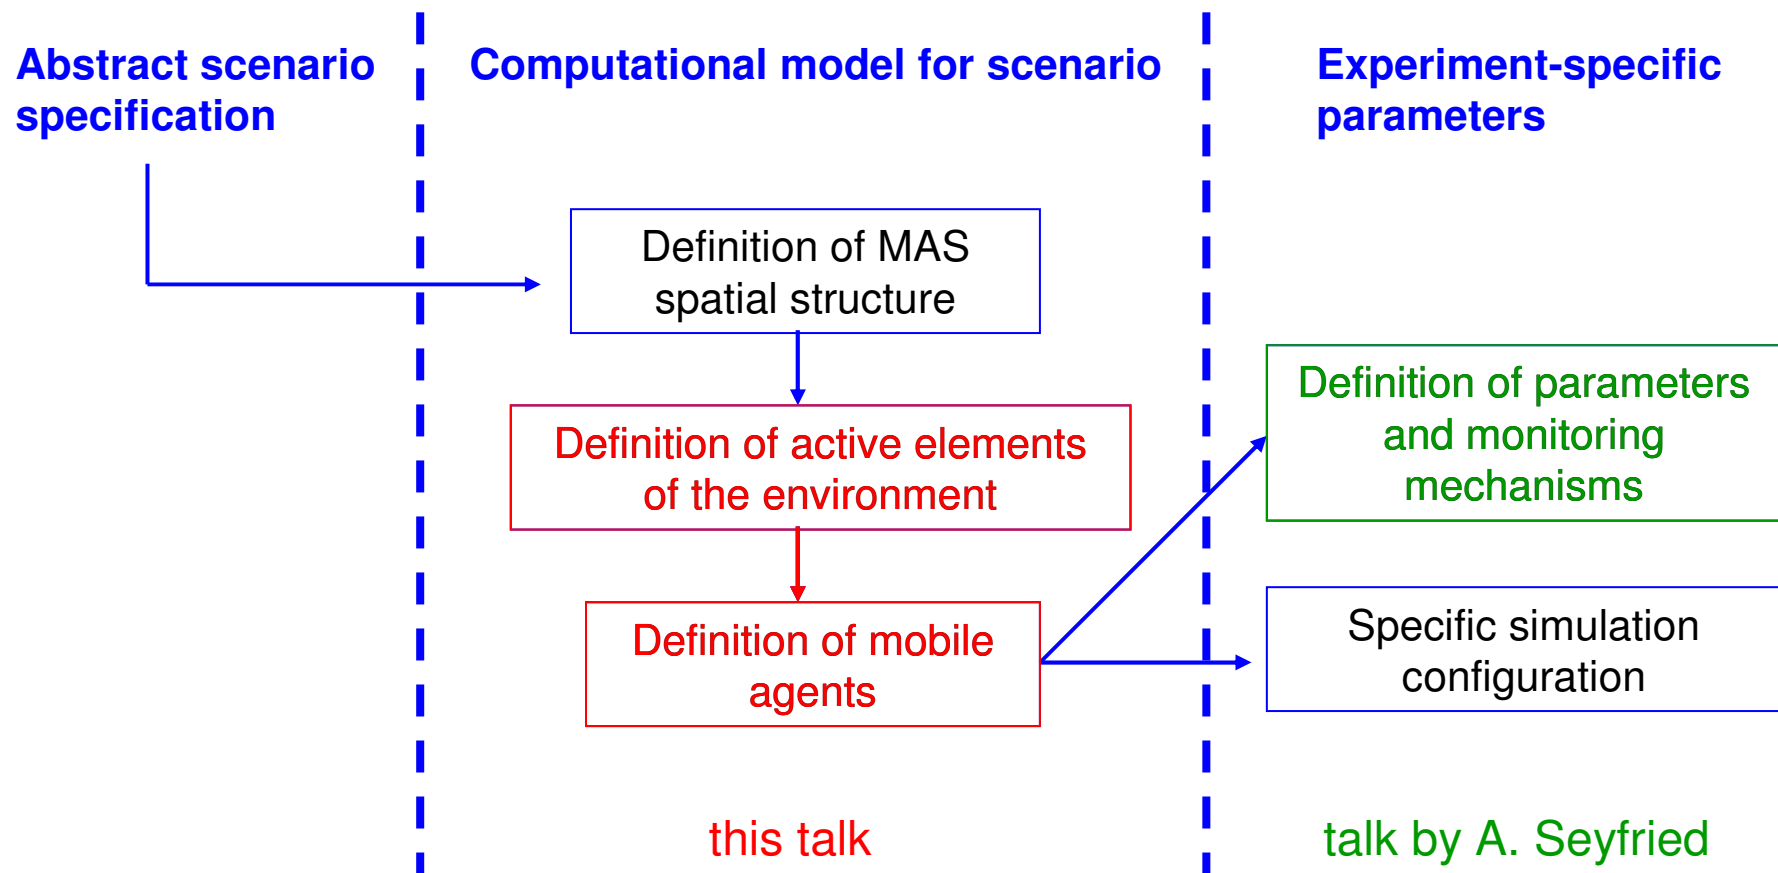 Abstract scenario
specification
Computational model for scenario
Experiment-specific
parameters
Definition of MAS
spatial structure
Definition of active elements
of the environment
Definition of mobile
agents
Definition of parameters
and monitoring
mechanisms
Specific simulation
configuration
this talk
talk by A. Seyfried